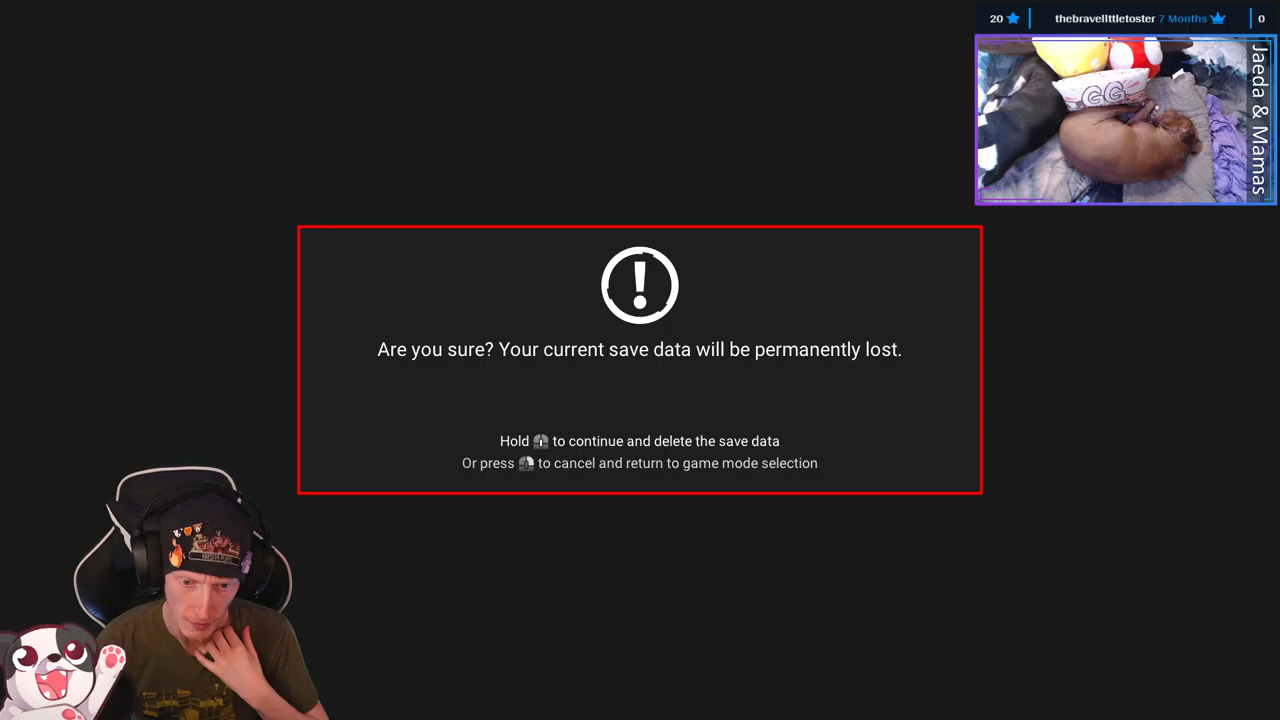 20
thebravelIttletoster 7 Months
0
GG
Jaeda & Mamas
Are you sure? Your current save data will be permanently lost.
Hold to continue and delete the save data
Or press to cancel and return to game mode selection